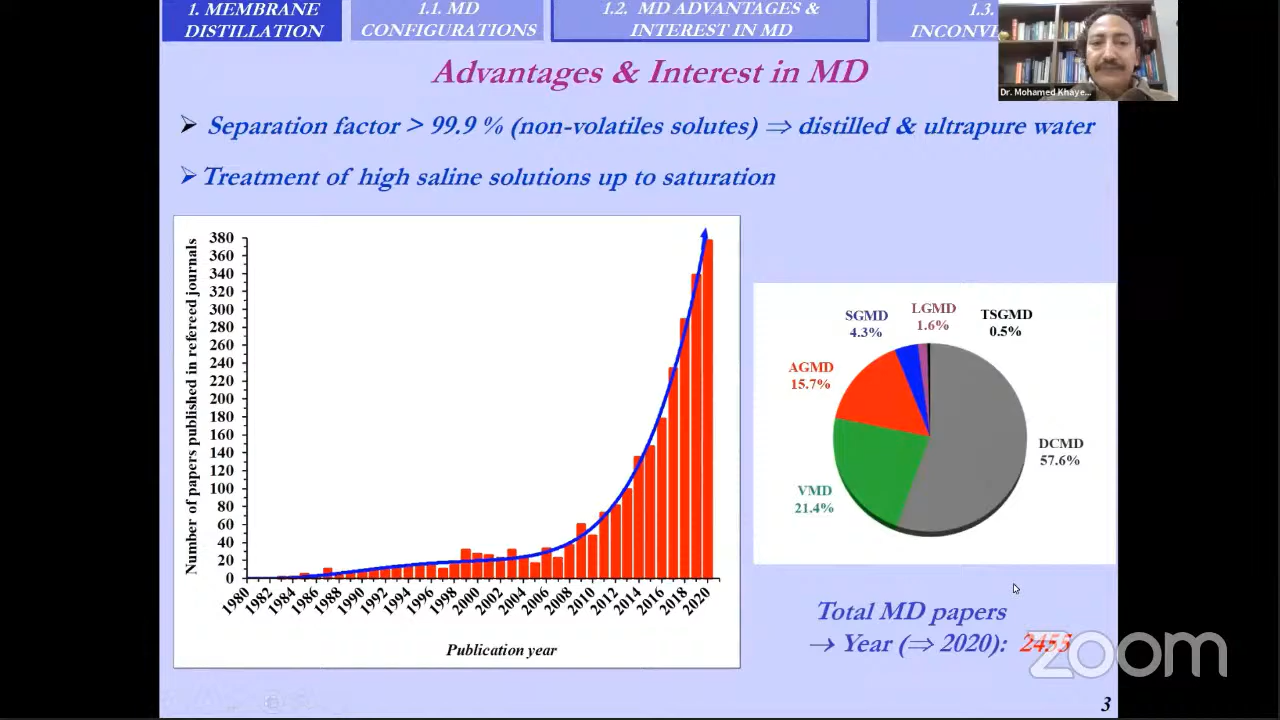 1. MEMBRANE
DISTILLATION
1.1. MD
CONFIGURATIONS
1.2. MD ADVANTAGES &
INTEREST IN MD
1.3.
Dr. Mohamed Khaye...
Advantages & Interest in MD
➢ Separation factor > 99.9 % (non-volatiles solutes) ⇒ distilled & ultrapure water
➢ Treatment of high saline solutions up to saturation
Number of papers published in refereed journals
380
360
340
320
300
280
260
240
220
200
180
160
140
120
100
80
60
40
20
0
1980
1982
1984
1986
1988
1990
1992
1994
1996
1998
2000
2002
2004
2006
2008
2010
2012
2014
2016
2018
2020
Publication year
SGMD
4.3%
LGMD
1.6%
TSGMD
0.5%
AGMD
15.7%
DCMD
57.6%
VMD
21.4%
Total MD papers
→ Year (⇒ 2020): 2455
zoom
3